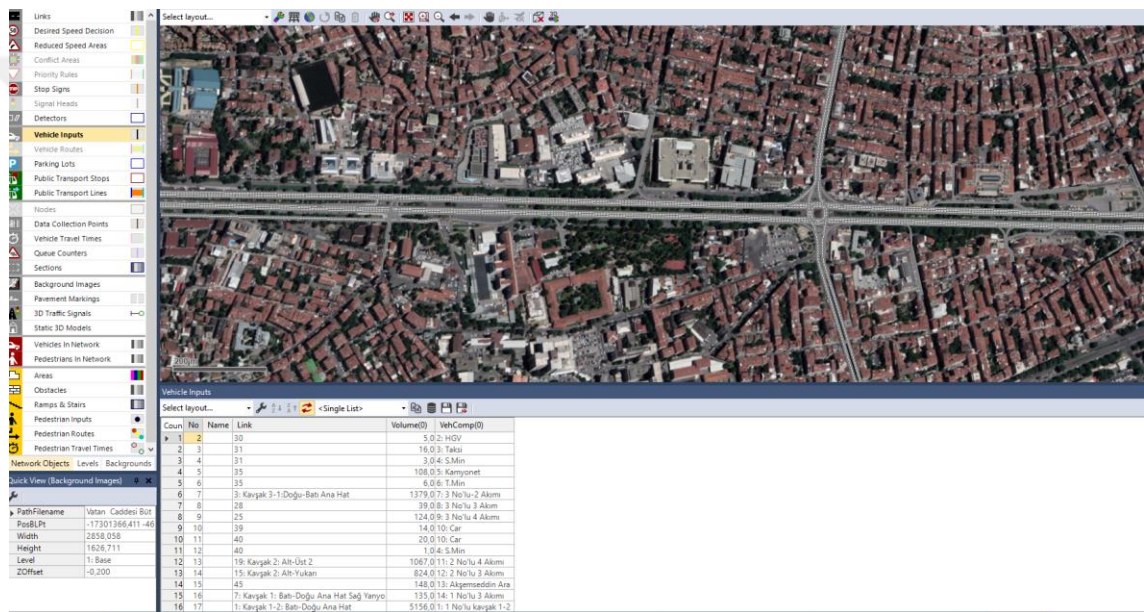 Links
Select layout...
Desired Speed Decision
Reduced Speed Areas
Conflict Areas
Priority Rules
Stop Signs
Signal Heads
Detectors
Vehicle Inputs
Vehicle Routes
Parking Lots
Public Transport Stops
Public Transport Lines
Nodes
Data Collection Points
Vehicle Travel Times
Queue Counters
Sections
Background Images
Pavement Markings
3D Traffic Signals
Static 3D Models
Vehicles In Network
Pedestrians In Network
Areas
Obstacles
Ramps & Stairs
Pedestrian Inputs
Pedestrian Routes
Pedestrian Travel Times
Network Objects Levels Backgrounds
Quick View (Background Images)
PathFilename Vatan Caddesi Büt
PosBLPt -17301366,411 -46
Width 2858,058
Height 1626,711
Level 1: Base
ZOffset -0,200
Vehicle Inputs
Select layout... <Single List>
Coun No Name Link Volume(0) VehComp(0)
1 2 30 5,0 2: HGV
2 3 31 16,0 3: Taksi
3 4 31 3,0 4: S.Min
4 5 35 108,0 5: Kamyonet
5 6 35 6,0 6: T.Min
6 7 3: Kavşak 3-1:Doğu-Batı Ana Hat 1379,0 7: 3 No'lu-2 Akımı
7 8 28 39,0 8: 3 No'lu 3 Akımı
8 9 25 124,0 9: 3 No'lu 4 Akımı
9 10 39 14,0 10: Car
10 11 40 20,0 10: Car
11 12 40 1,0 4: S.Min
12 13 19: Kavşak 2: Alt-Üst 2 1067,0 11: 2 No'lu 4 Akımı
13 14 15: Kavşak 2: Alt-Yukarı 824,0 12: 2 No'lu 3 Akımı
14 15 45 148,0 13: Akşemseddin Ara
15 16 7: Kavşak 1: Batı-Doğu Ana Hat Sağ Yanyo 135,0 14: 1 No'lu 3 Akımı
16 17 1: Kavşak 1-2: Batı-Doğu Ana Hat 5156,0 1: 1 No'lu kavşak 1-2